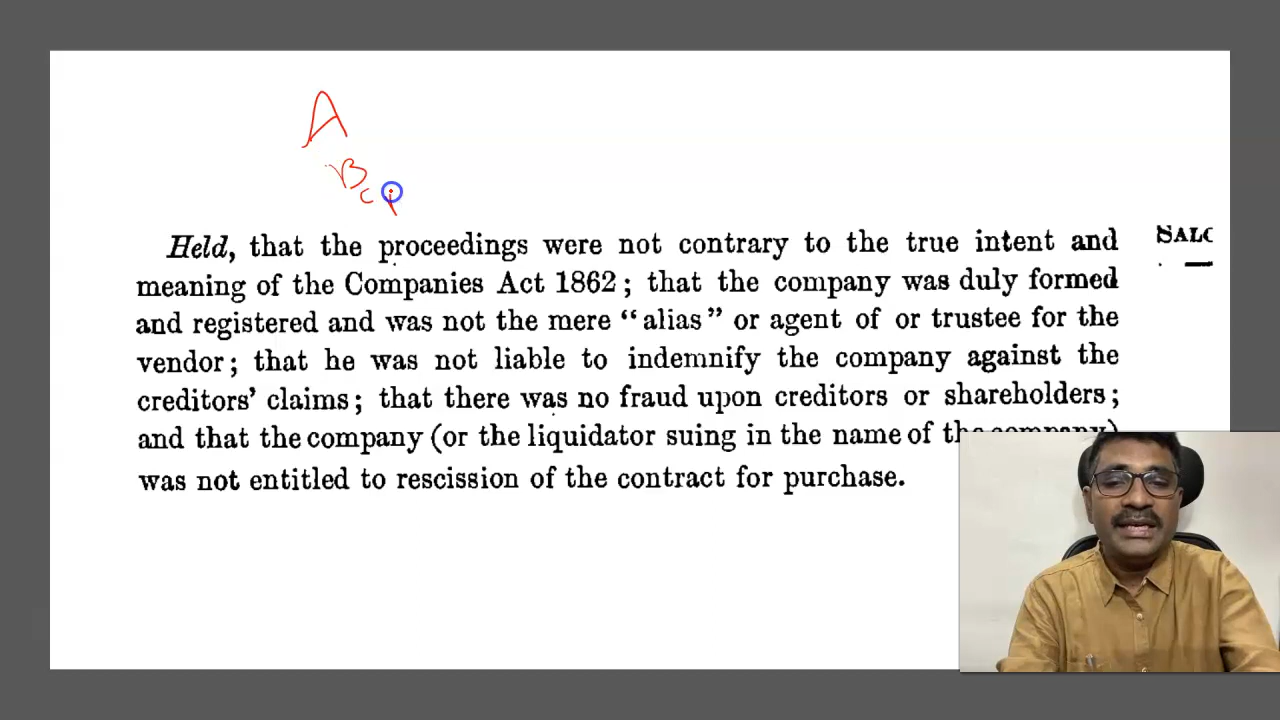 A
B
C
Held, that the proceedings were not contrary to the true intent and
SALO
meaning of the Companies Act 1862; that the company was duly formed
and registered and was not the mere "alias" or agent of or trustee for the
vendor; that he was not liable to indemnify the company against the
creditors' claims; that there was no fraud upon creditors or shareholders;
and that the company (or the liquidator suing in the name of the company)
was not entitled to rescission of the contract for purchase.